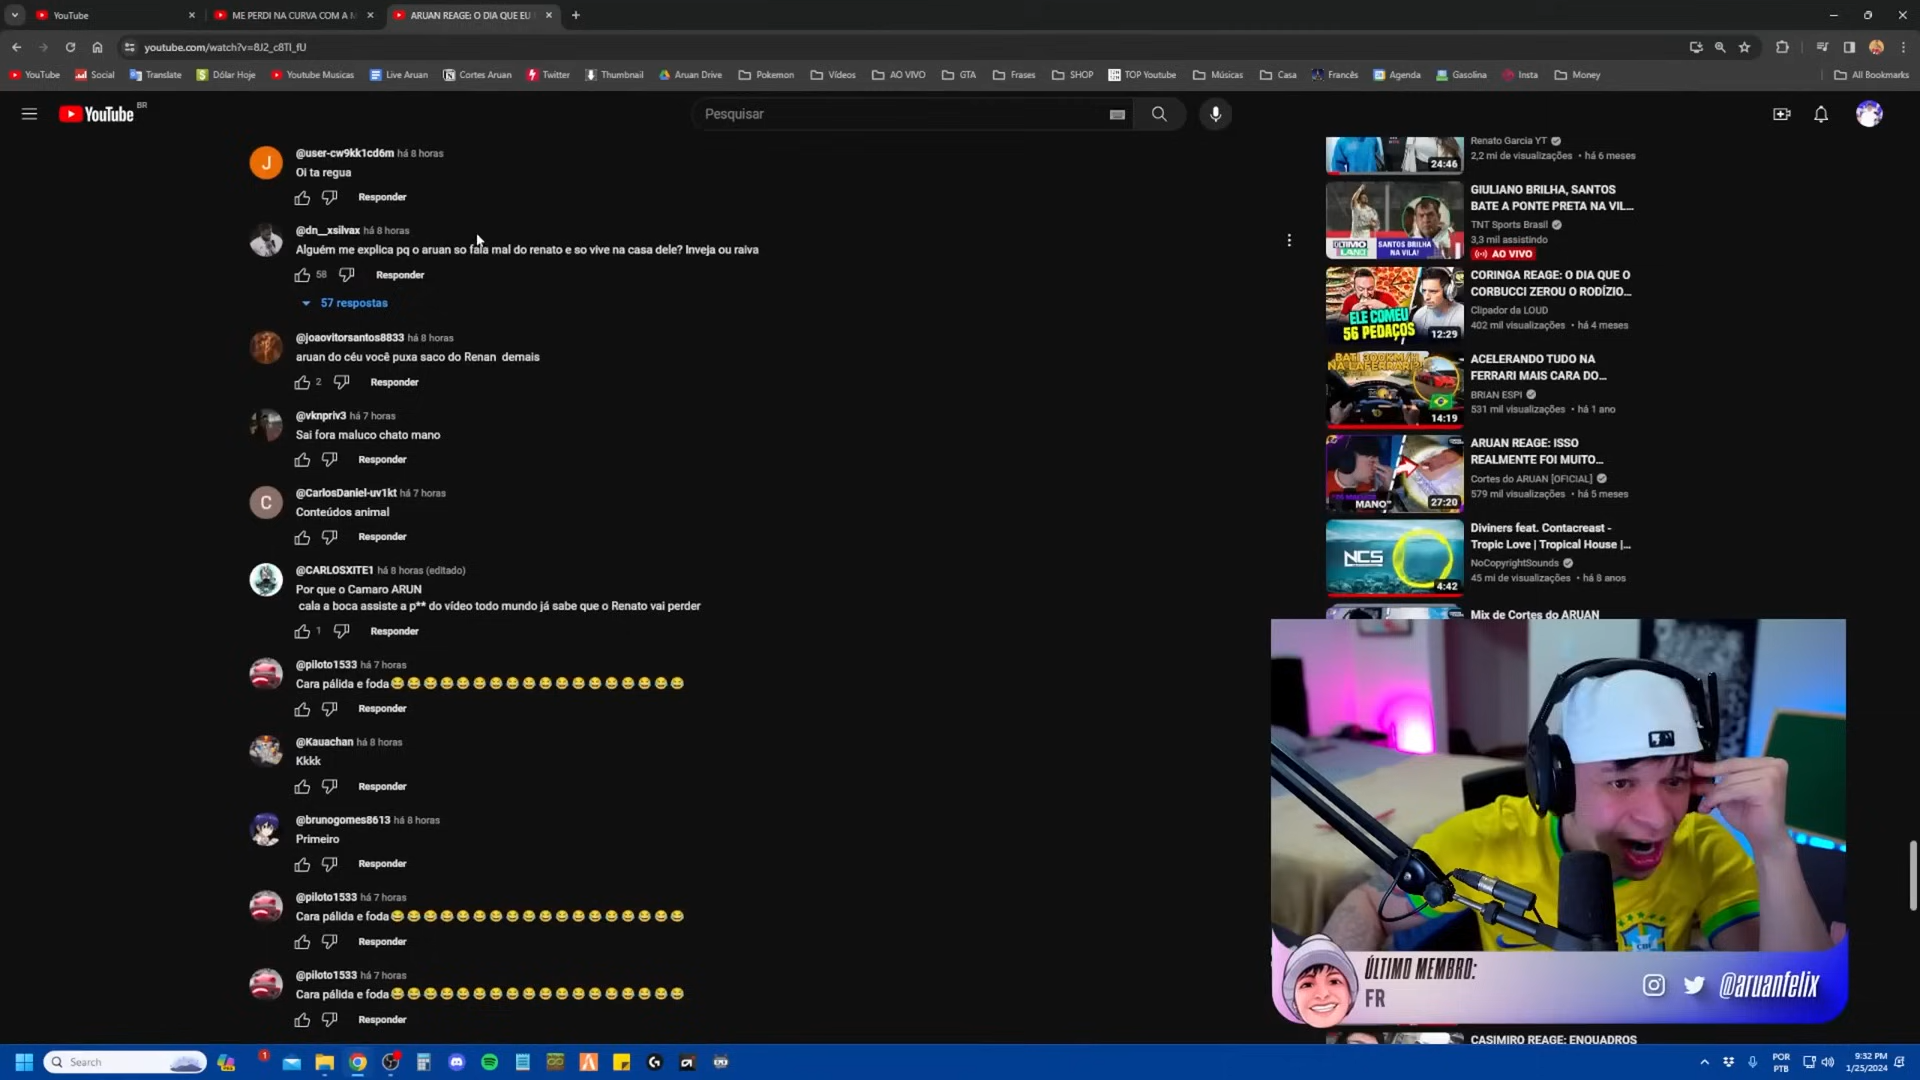 YouTube
ME PERDI NA CURVA COM A M
ARUAN REAGE: O DIA QUE EU
youtube.com/watch?v=8J2_c8Tl_fU
YouTube
Social
Translate
Dólar Hoje
Youtube Musicas
Live Aruan
Cortes Aruan
Twitter
Thumbnail
Aruan Drive
Pokemon
Vídeos
AO VIVO
GTA
Frases
SHOP
TOP Youtube
Músicas
Casa
Francês
Agenda
Gasolina
Insta
Money
All Bookmarks
YouTube BR
Pesquisar
@user-cw9kk1cd6m há 8 horas
Oi ta regua
Responder
@dn__xsilvax há 8 horas
Alguém me explica pq o aruan so fala mal do renato e so vive na casa dele? Inveja ou raiva
58 Responder
57 respostas
@joaovitorsantos8833 há 8 horas
aruan do céu você puxa saco do Renan demais
2 Responder
@vknpriv3 há 7 horas
Sai fora maluco chato mano
Responder
@CarlosDaniel-uv1kt há 7 horas
Conteúdos animal
Responder
@CARLOSXITE1 há 8 horas (editado)
Por que o Camaro ARUN
cala a boca assiste a p** do vídeo todo mundo já sabe que o Renato vai perder
1 Responder
@piloto1533 há 7 horas
Cara pálida e foda😂😂😂😂😂😂😂😂😂😂😂😂😂😂😂😂😂😂
Responder
@Kauachan há 8 horas
Kkkk
Responder
@brunogomes8613 há 8 horas
Primeiro
Responder
@piloto1533 há 7 horas
Cara pálida e foda😂😂😂😂😂😂😂😂😂😂😂😂😂😂😂😂😂😂
Responder
@piloto1533 há 7 horas
Cara pálida e foda😂😂😂😂😂😂😂😂😂😂😂😂😂😂😂😂😂😂
Responder
J
C
24:46
Renato Garcia YT
2,2 mi de visualizações • há 6 meses
ÚLTIMO
LANCE
SANTOS BRILHA
NA VILA!
GIULIANO BRILHA, SANTOS
BATE A PONTE PRETA NA VIL...
TNT Sports Brasil
3,3 mil assistindo
AO VIVO
ELE COMEU
56 PEDAÇOS
12:29
CORINGA REAGE: O DIA QUE O
CORBUCCI ZEROU O RODÍZIO...
Clipador da LOUD
402 mil visualizações • há 4 meses
BATI 300KM/H
NA LAFERRARI?!
14:19
ACELERANDO TUDO NA
FERRARI MAIS CARA DO...
BRIAN ESPI
531 mil visualizações • há 1 ano
MANO"
27:20
ARUAN REAGE: ISSO
REALMENTE FOI MUITO...
Cortes do ARUAN [OFICIAL]
579 mil visualizações • há 5 meses
NCS
4:42
Diviners feat. Contacreast -
Tropic Love | Tropical House |...
NoCopyrightSounds
45 mi de visualizações • há 8 anos
Mix de Cortes do ARUAN
ÚLTIMO MEMBRO:
FR
@aruanfelix
CASIMIRO REAGE: ENQUADROS
Search
1
POR
PTB
9:32 PM
1/25/2024